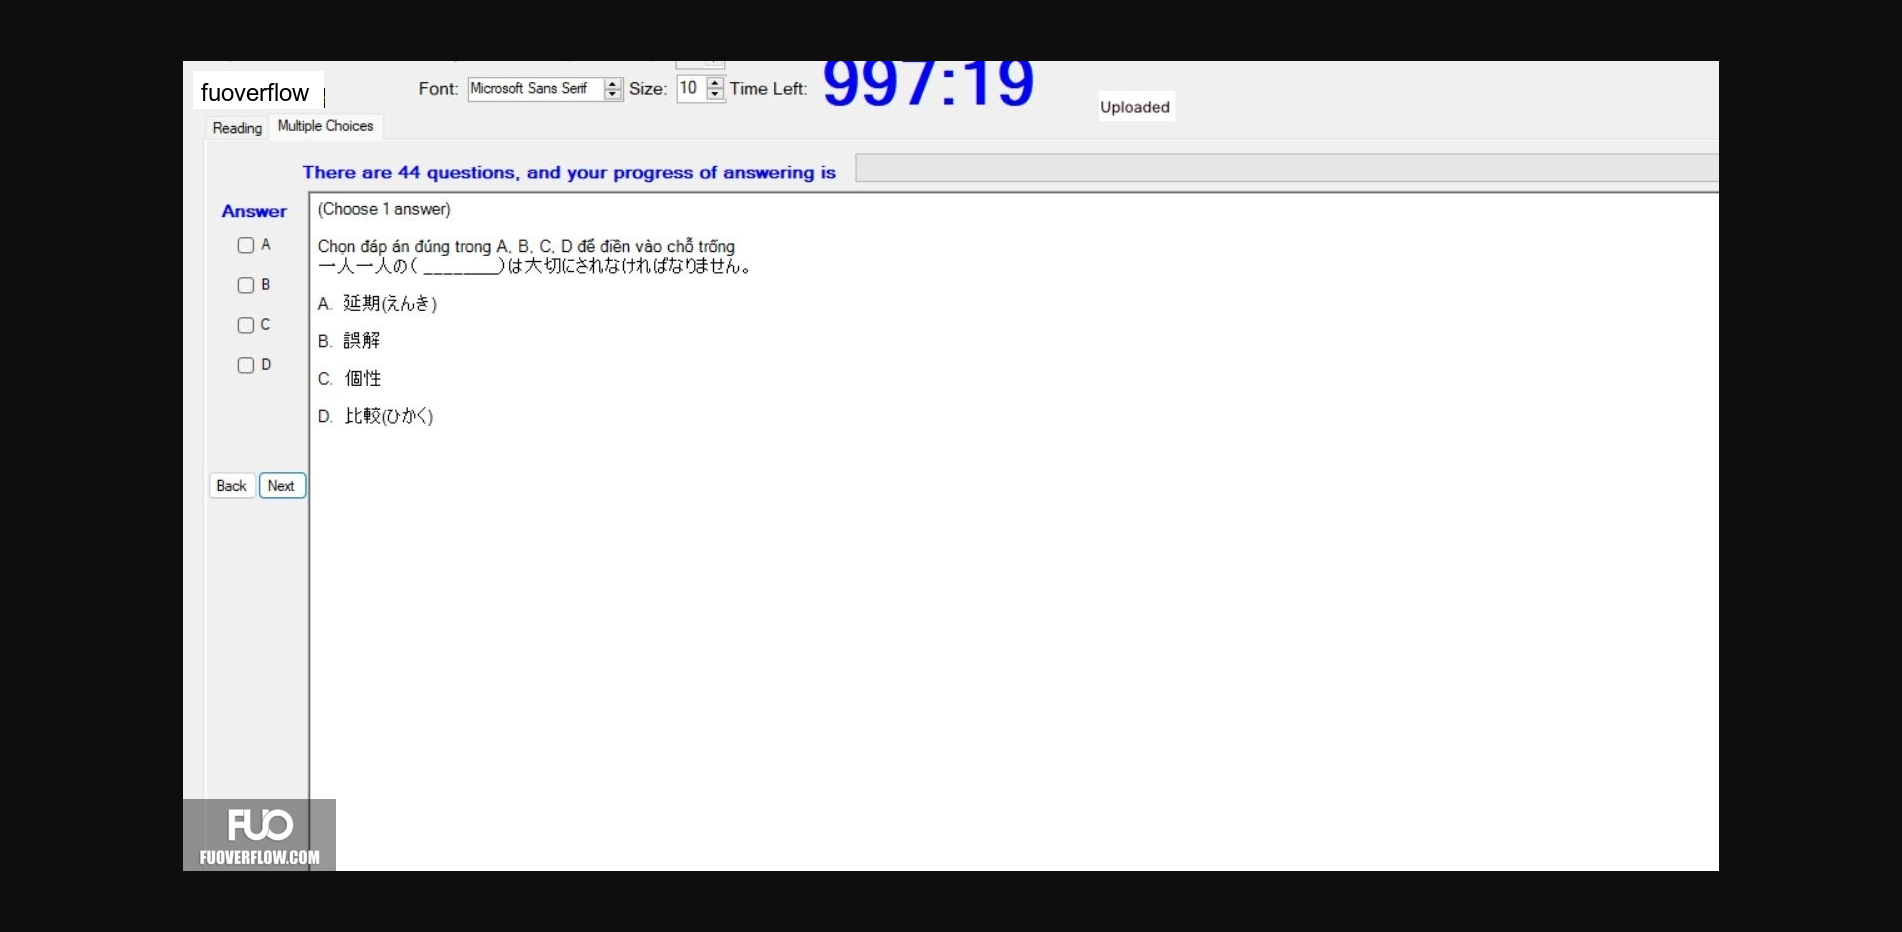 fuoverflow
Font: Microsoft Sans Serif Size: 10 Time Left: 997:19
Uploaded
Reading Multiple Choices
There are 44 questions, and your progress of answering is
Answer
A
B
C
D
Back Next
(Choose 1 answer)
Chọn đáp án đúng trong A, B, C, D để điền vào chỗ trống
一人一人の( ________)は大切にされなければなりません。
A. 延期(えんき)
B. 誤解
C. 個性
D. 比較(ひかく)
FUO
FUOVERFLOW.COM